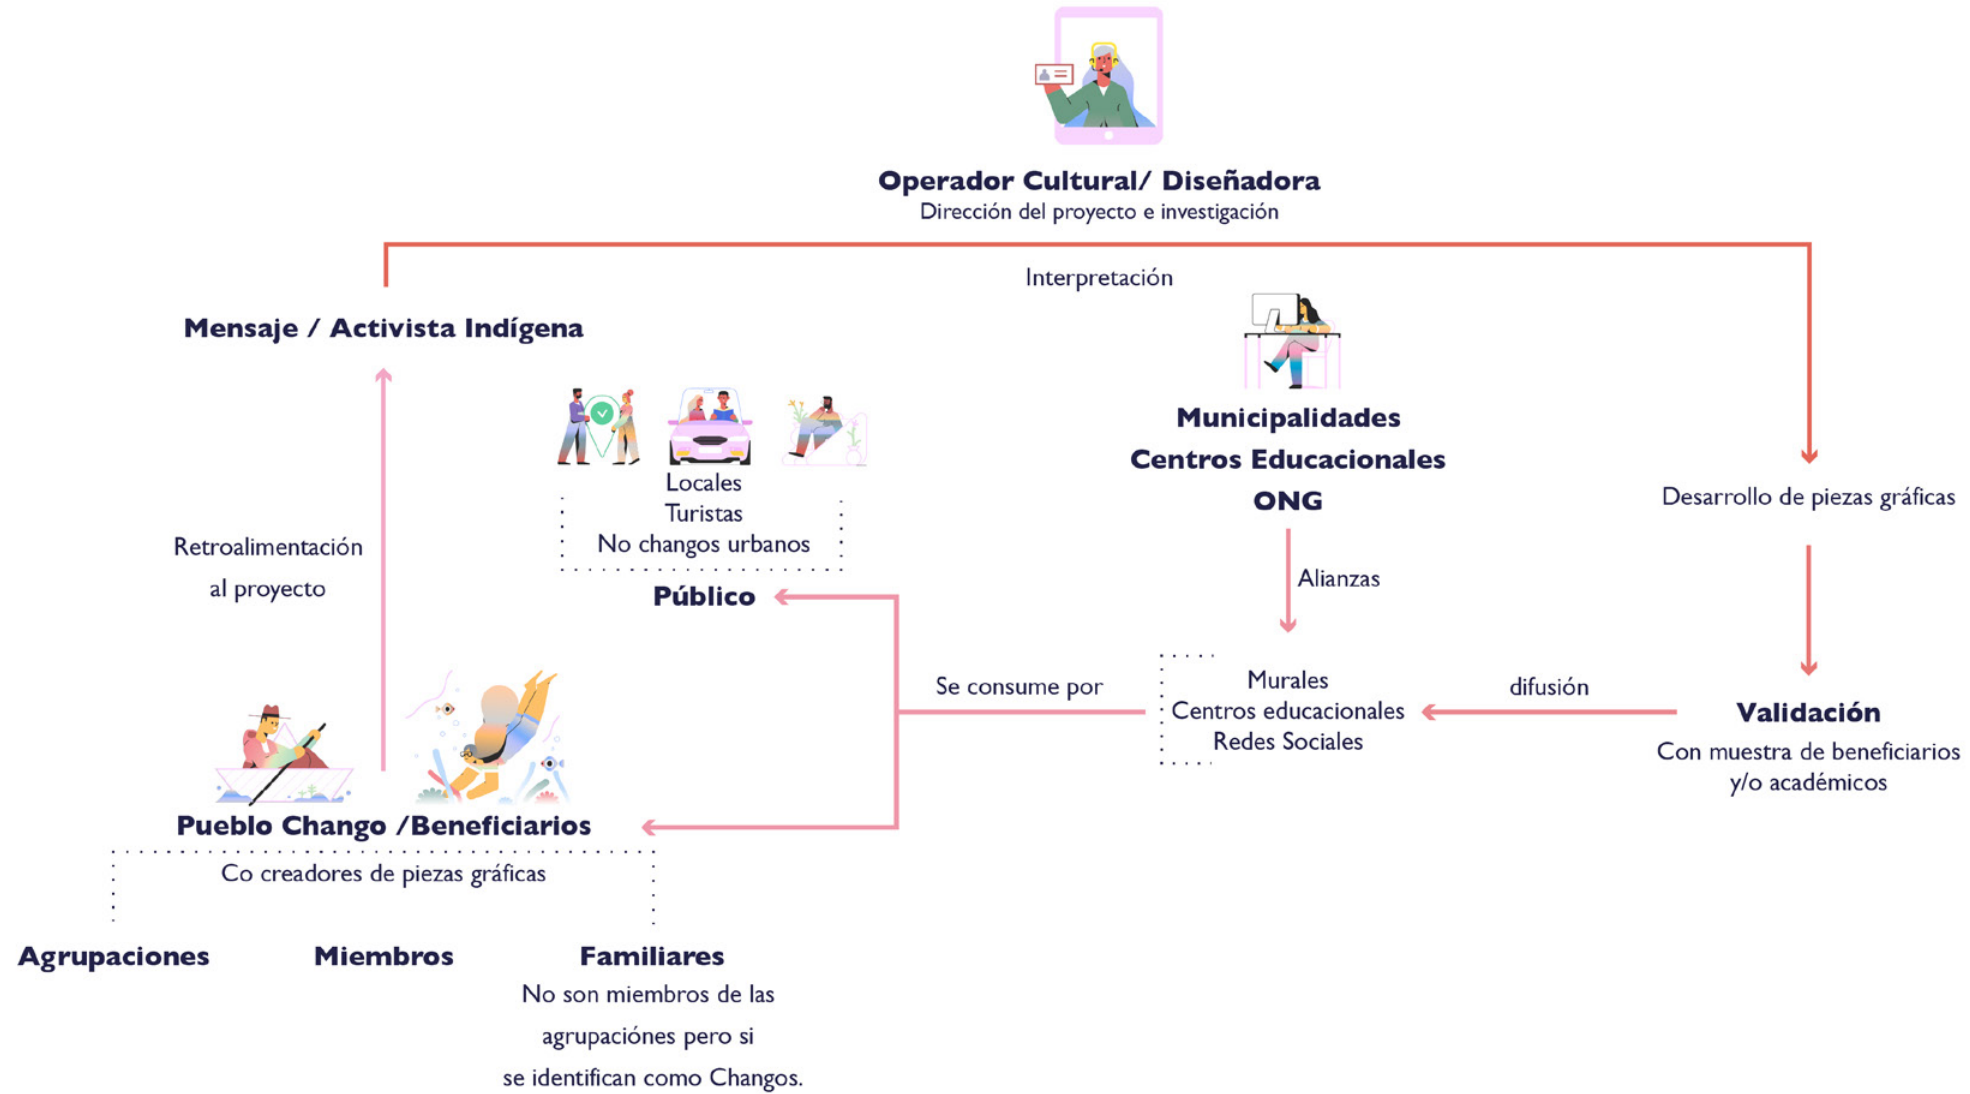 Operador Cultural/ Diseñadora
Dirección del proyecto e investigación
Interpretación
Mensaje / Activista Indígena
Retroalimentación
al proyecto
Locales
Turistas
No changos urbanos
Público
Municipalidades
Centros Educacionales
ONG
Alianzas
Desarrollo de piezas gráficas
Se consume por
Murales
Centros educacionales
Redes Sociales
difusión
Validación
Con muestra de beneficiarios
y/o académicos
Pueblo Chango /Beneficiarios
Co creadores de piezas gráficas
Agrupaciones
Miembros
Familiares
No son miembros de las
agrupaciónes pero si
se identifican como Changos.